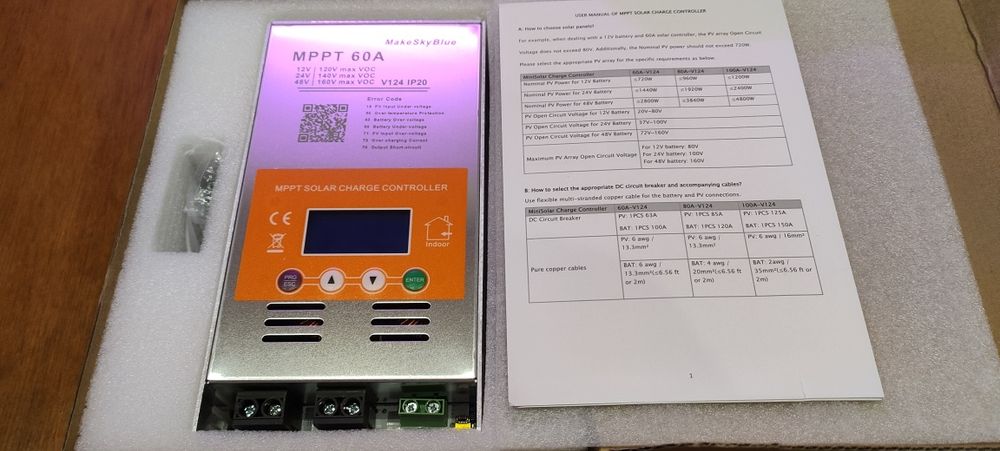 MakeSkyBlue
MPPT 60A
12V | 120V max VOC
24V | 140V max VOC
48V | 160V max VOC V124 IP20
Error Code
Over temperature Protection
Battery Over-voltage
Battery Under-voltage
PV Input Over-voltage
Over charging Current
Output Short-circuit
MPPT SOLAR CHARGE CONTROLLER
CE
Indoor
PRO
ESC
ENTER
USER MANUAL OF MPPT SOLAR CHARGE CONTROLLER
A: How to choose solar panels?
For example, when dealing with a 12V battery and 60A solar controller, the PV array Open Circuit
Voltage does not exceed 80V. Additionally, the Nominal PV power should not exceed 720W.
Please select the appropriate PV array for the specific requirements as below.
MiniSolar Charge Controller 60A-V124 80A-V124 100A-V124
Nominal PV Power for 12V Battery ≤720W ≤960W ≤1200W
Nominal PV Power for 24V Battery ≤1440W ≤1920W ≤2400W
Nominal PV Power for 48V Battery ≤2800W ≤3840W ≤4800W
PV Open Circuit Voltage for 12V Battery 20V~80V
PV Open Circuit Voltage for 24V Battery 37V~100V
PV Open Circuit Voltage for 48V Battery 72V~160V
Maximum PV Array Open Circuit Voltage For 12V battery: 80V
For 24V battery: 100V
For 48V battery: 160V
B: How to select the appropriate DC circuit breaker and accompanying cables?
Use flexible multi-stranded copper cable for the battery and PV connections.
MiniSolar Charge Controller 60A-V124 80A-V124 100A-V124
DC Circuit Breaker PV: 1PCS 63A PV: 1PCS 85A PV: 1PCS 125A
BAT: 1PCS 100A BAT: 1PCS 120A BAT: 1PCS 150A
Pure copper cables PV: 6 awg / PV: 6 awg / PV: 6 awg / 16mm²
13.3mm² 13.3mm²
BAT: 6 awg / BAT: 4 awg / BAT: 2awg /
13.3mm²(≤6.56 ft 20mm²(≤6.56 ft 35mm²(≤6.56 ft or
or 2m) or 2m) 2m)
1